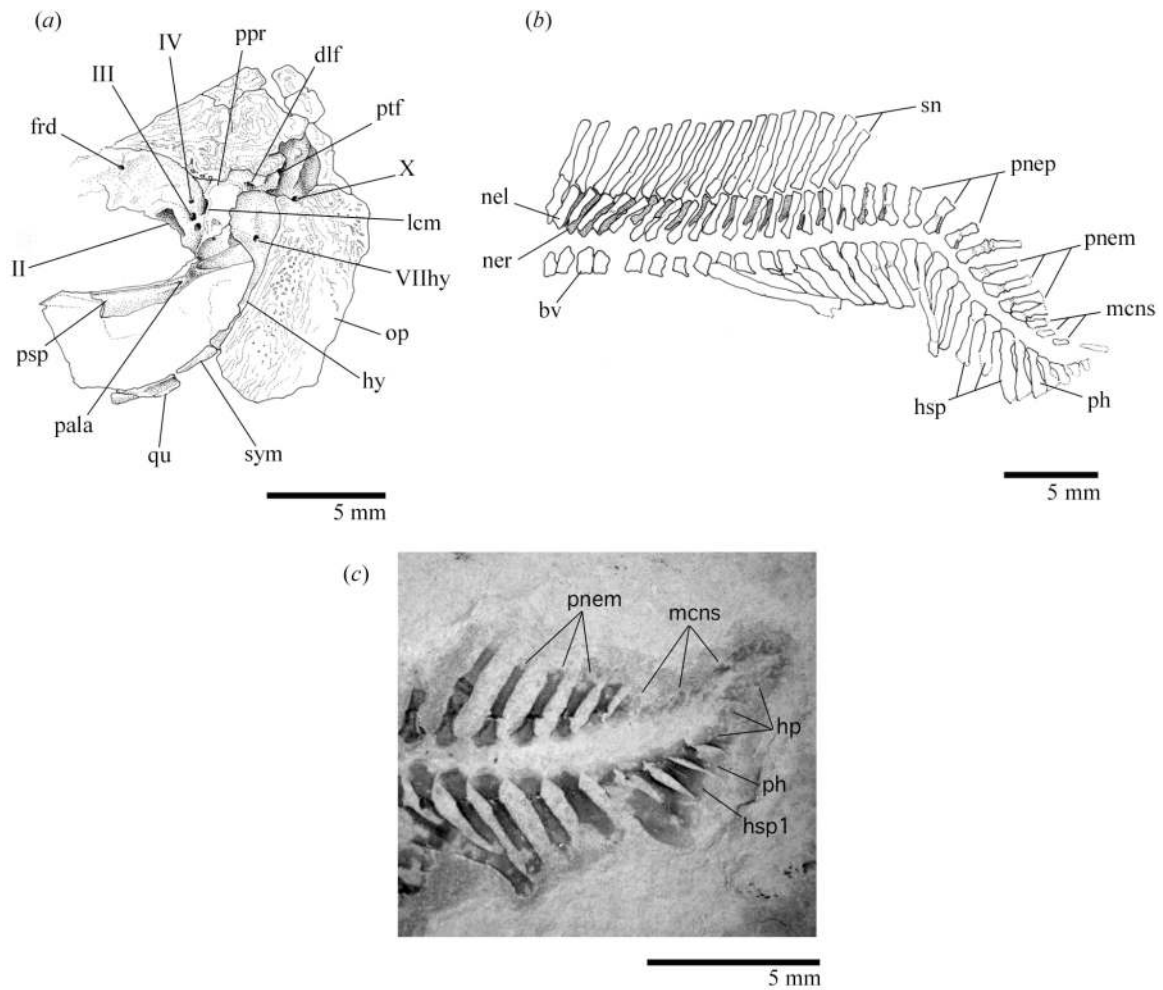 (a)
IV
ppr
dlf
III
ptf
frd
X
lcm
II
VIIhy
psp
op
hy
pala
qu
sym
5 mm
(b)
sn
pnep
nel
pnem
ner
mcns
bv
hsp
ph
5 mm
(c)
pnem
mcns
hp
ph
hsp1
5 mm